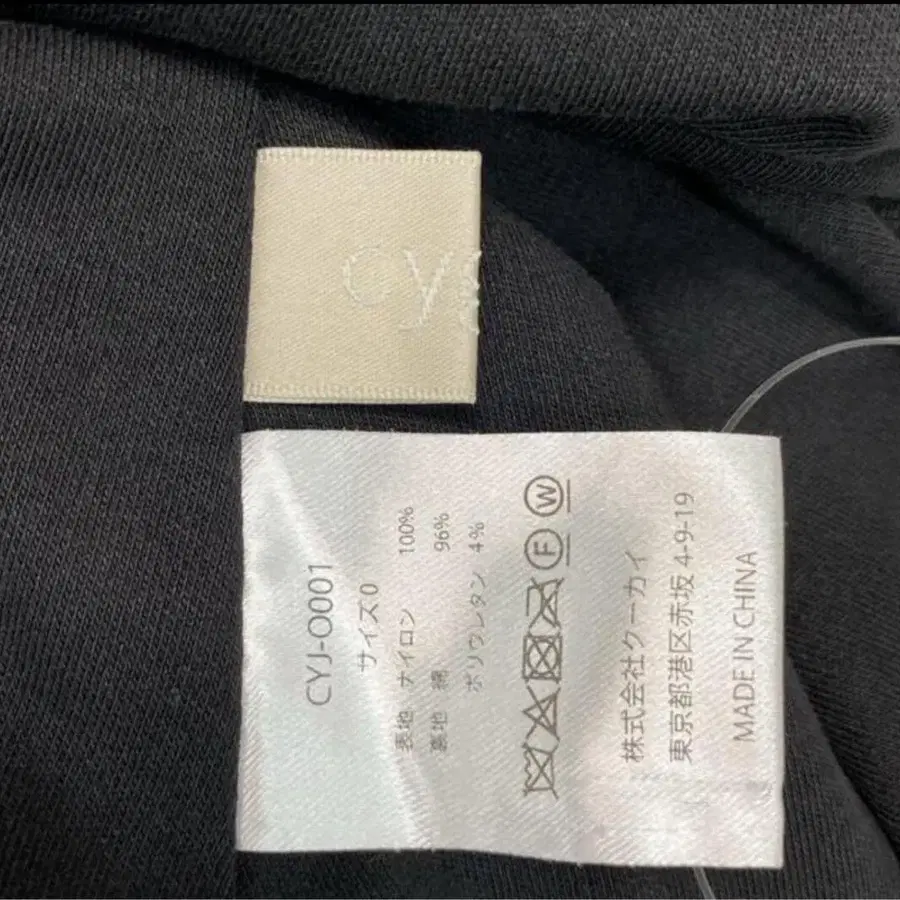 cy
CYJ-O001
サイズ0
表地 ナイロン 100%
裏地 綿 96%
ポリウレタン 4%
F W
株式会社クーカイ
東京都港区赤坂 4-9-19
MADE IN CHINA